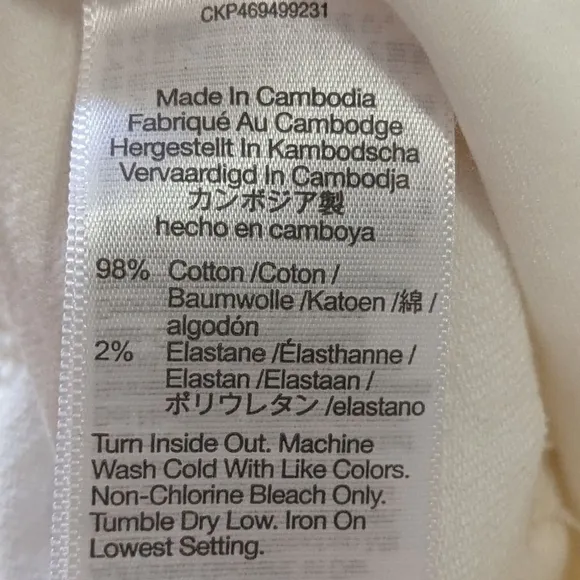 CKP469499231
Made In Cambodia
Fabriqué Au Cambodge
Hergestellt In Kambodscha
Vervaardigd In Cambodja
カンボジア製
hecho en camboya
98% Cotton /Coton /
Baumwolle /Katoen /綿 /
algodón
2% Elastane /Élasthanne /
Elastan /Elastaan /
ポリウレタン /elastano
Turn Inside Out. Machine
Wash Cold With Like Colors.
Non-Chlorine Bleach Only.
Tumble Dry Low. Iron On
Lowest Setting.